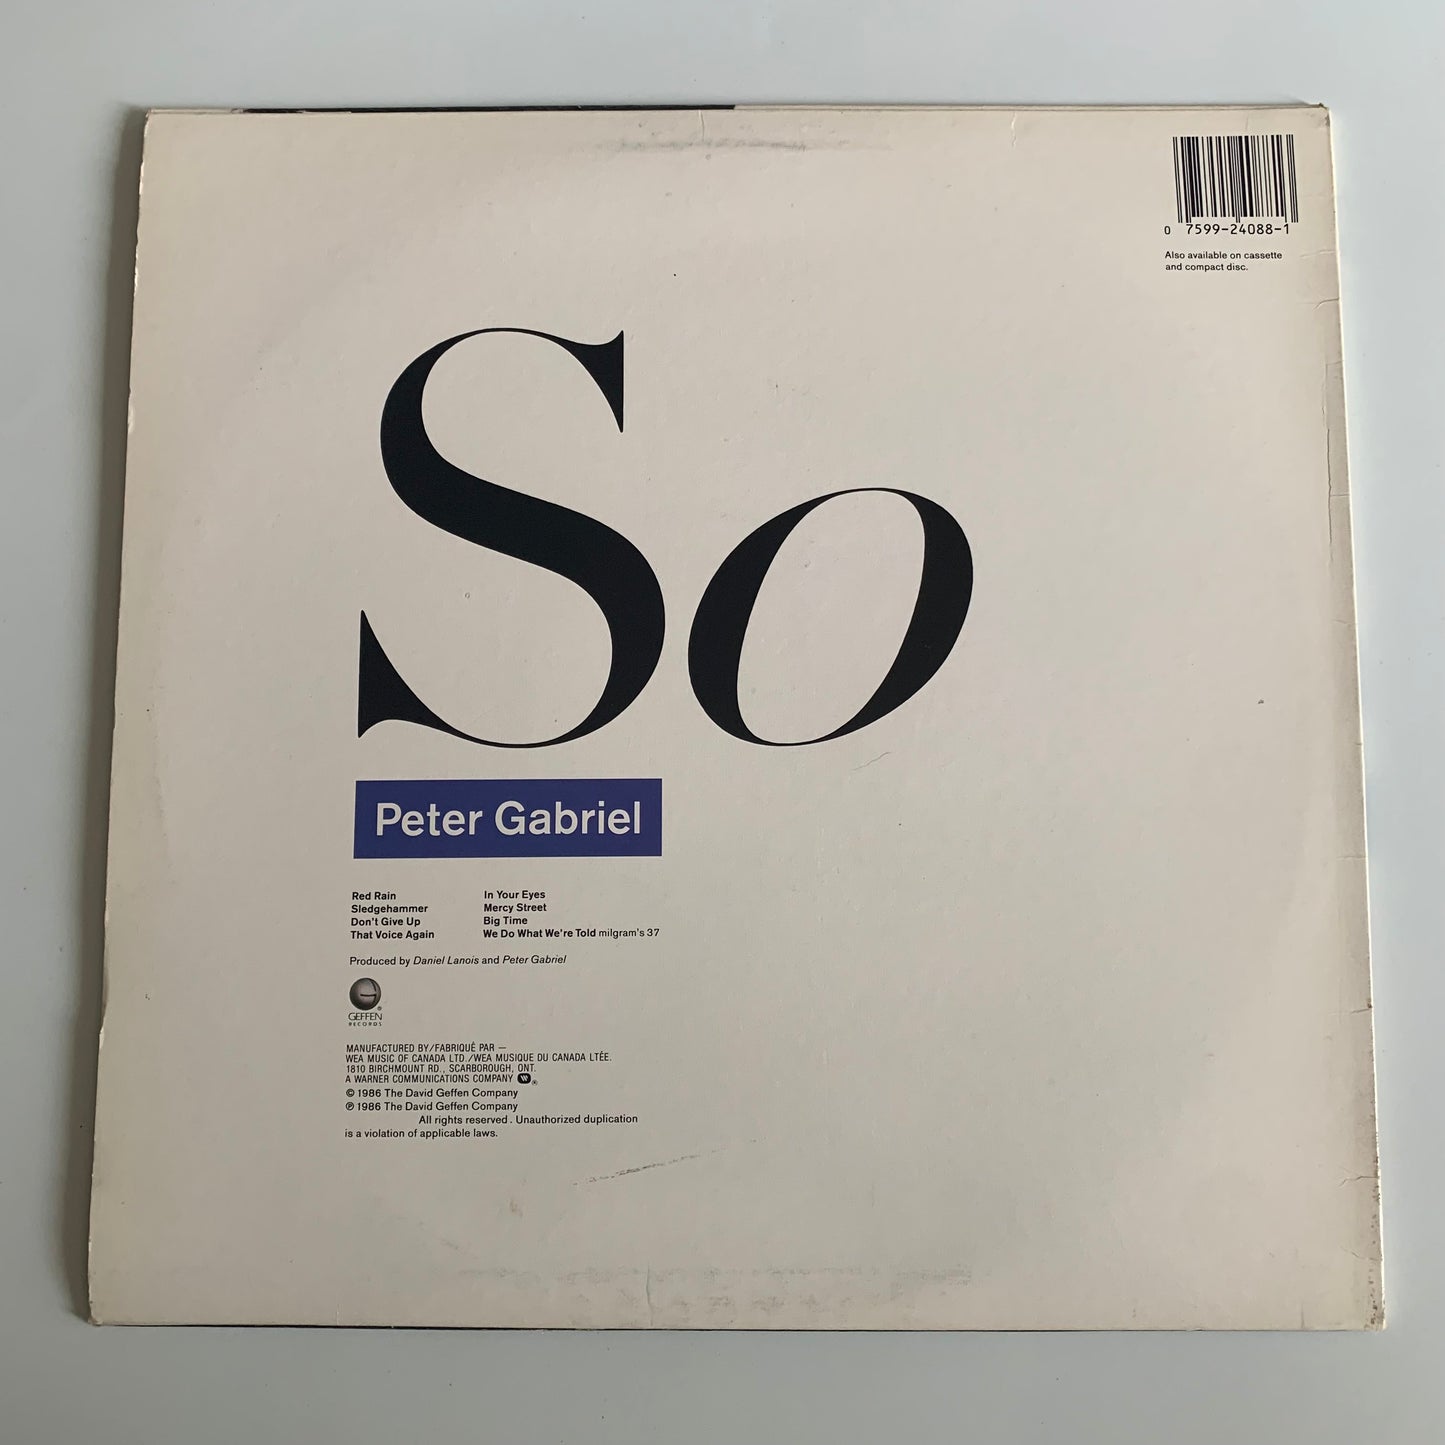 0 7599-24088-1
Also available on cassette
and compact disc.
So
Peter Gabriel
Red Rain
Sledgehammer
Don't Give Up
That Voice Again
In Your Eyes
Mercy Street
Big Time
We Do What We're Told milgram's 37
Produced by Daniel Lanois and Peter Gabriel
GEFFEN
RECORDS
MANUFACTURED BY/FABRIQUÉ PAR —
WEA MUSIC OF CANADA LTD./WEA MUSIQUE DU CANADA LTÉE.
1810 BIRCHMOUNT RD., SCARBOROUGH, ONT.
A WARNER COMMUNICATIONS COMPANY ®
© 1986 The David Geffen Company
℗ 1986 The David Geffen Company
All rights reserved. Unauthorized duplication
is a violation of applicable laws.